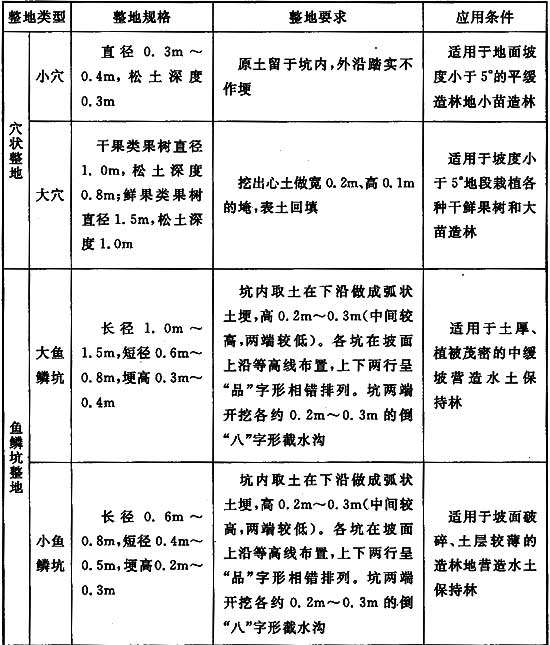 整地类型 整地规格 整地要求 应用条件
穴状整地
小穴
直径 0.3m～
0.4m，松土深度
0.3m
原土留于坑内，外沿踏实不
作埂
适用于地面坡
度小于 5°的平缓
造林地小苗造林
大穴
干果类果树直径
1.0m，松土深度
0.8m；鲜果类果树
直径 1.5m，松土深
度 1.0m
挖出心土做宽 0.2m、高 0.1m
的埯，表土回填
适用于坡度小
于 5°地段栽植各
种干鲜果树和大
苗造林
鱼鳞坑整地
大鱼
鳞坑
长径 1.0m～
1.5m，短径 0.6m～
0.8m，埂高 0.3m～
0.4m
坑内取土在下沿做成弧状
土埂，高 0.2m～0.3m（中间较
高，两端较低）。各坑在坡面
上沿等高线布置，上下两行呈
“品”字形相错排列。坑两端
开挖各约 0.2m～0.3m 的倒
“八”字形截水沟
适用于土厚、
植被茂密的中缓
坡营造水土保
持林
小鱼
鳞坑
长径 0.6m～
0.8m，短径 0.4m～
0.5m，埂高 0.2m～
0.3m
坑内取土在下沿做成弧状
土埂，高 0.2m～0.3m（中间较
高，两端较低）。各坑在坡面
上沿等高线布置，上下两行呈
“品”字形相错排列。坑两端
开挖各约 0.2m～0.3m 的倒
“八”字形截水沟
适用于坡面破
碎、土层较薄的
造林地营造水土
保持林